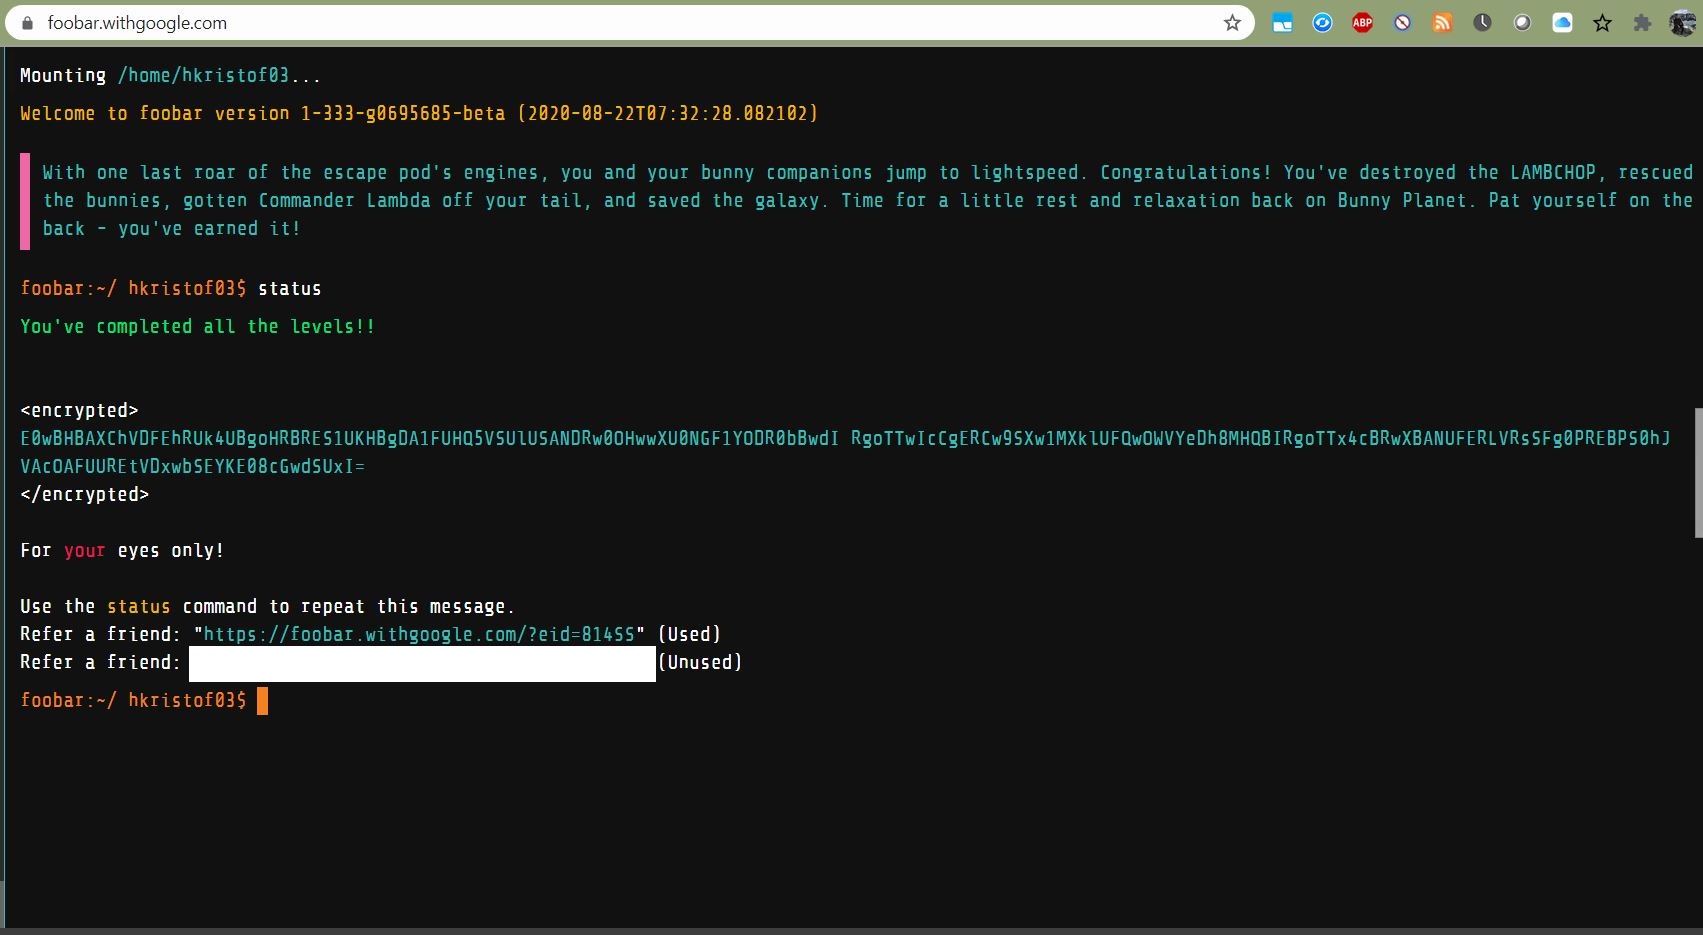 foobar.withgoogle.com
ABP
Mounting /home/hkristof03...
Welcome to foobar version 1-333-g0695685-beta (2020-08-22T07:32:28.082102)
With one last roar of the escape pod's engines, you and your bunny companions jump to lightspeed. Congratulations! You've destroyed the LAMBCHOP, rescued
the bunnies, gotten Commander Lambda off your tail, and saved the galaxy. Time for a little rest and relaxation back on Bunny Planet. Pat yourself on the
back - you've earned it!
foobar:~/ hkristof03$ status
You've completed all the levels!!
<encrypted>
E0wBHBAXChVDFEhRUk4UBgoHRBRES1UKHBgDA1FUHQ5VSUlUSANDRw0OHwwXU0NGF1YODR0bBwdI RgoTTwIcCgERCw9SXw1MXklUFQwOWVYeDh8MHQBIRgoTTx4cBRwXBANUFERLVRsSFg0PREBPS0hJ
VAcOAFUUREtVDxwbSEYKE08cGwdSUxI=
</encrypted>
For your eyes only!
Use the status command to repeat this message.
Refer a friend: "https://foobar.withgoogle.com/?eid=814SS" (Used)
Refer a friend: (Unused)
foobar:~/ hkristof03$